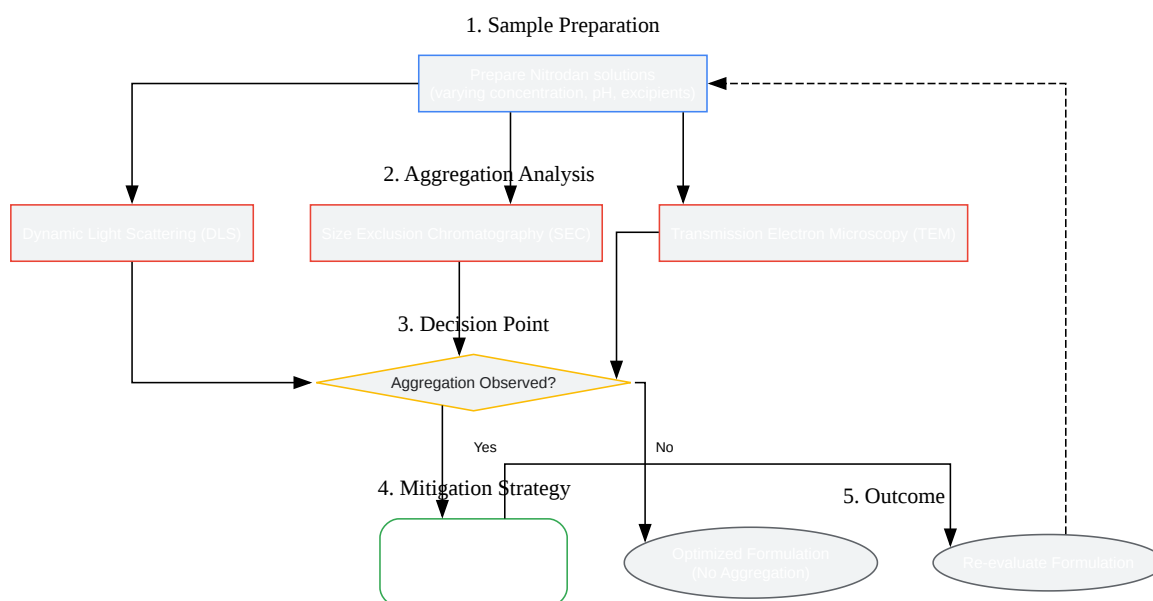 1. Sample Preparation
Prepare Nitrodan solutions
(varying concentration, pH, excipients)
2. Aggregation Analysis
Dynamic Light Scattering (DLS)
Size Exclusion Chromatography (SEC)
Transmission Electron Microscopy (TEM)
3. Decision Point
Aggregation Observed?
Yes
No
4. Mitigation Strategy
5. Outcome
Optimized Formulation
(No Aggregation)
Re-evaluate Formulation